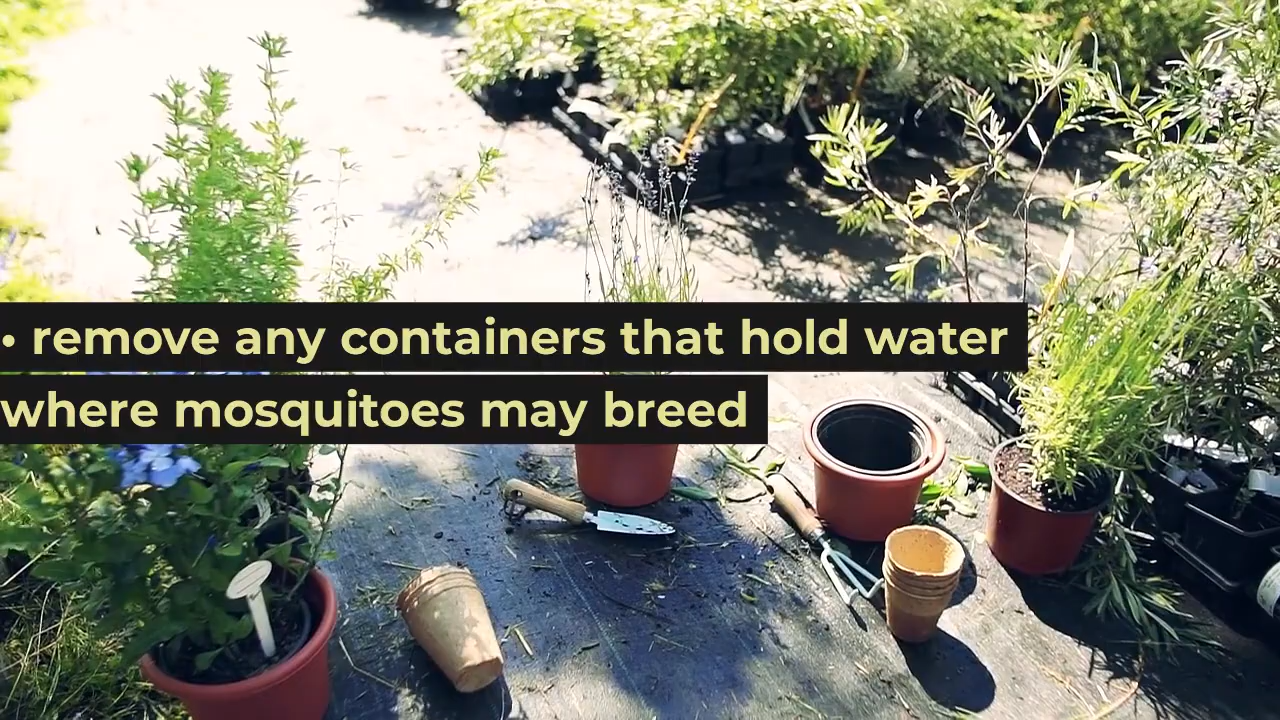 • remove any containers that hold water
where mosquitoes may breed